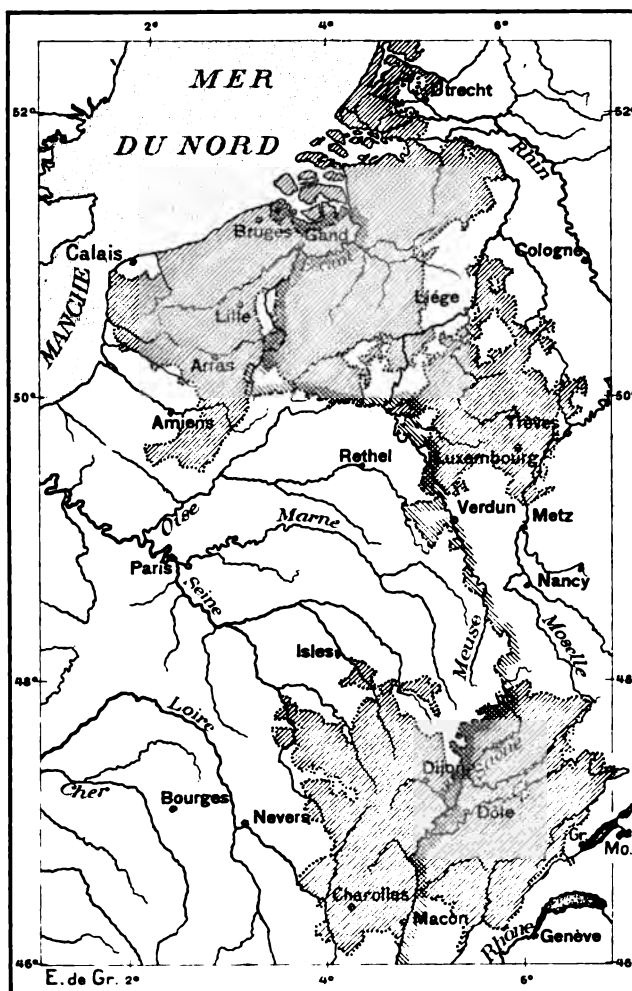 2° 4° 6°
52° 52°
MER
DU NORD
Utrecht
Rhin
Bruges
Gand
Calais
Cologne
MANCHE
Escaut
Lille
Liége
Arras
50° 50°
Amiens
Trèves
Rethel
Luxembourg
Oise
Marne
Verdun
Metz
Paris
Seine
Nancy
Isles
Meuse
Moselle
48° 48°
Loire
Dijon
Saône
Cher
Bourges
Nevers
Dôle
Gr.
Mo.
Charolles
Macon
Rhône
Genève
46° 46°
E. de Gr. 2° 4° 6°